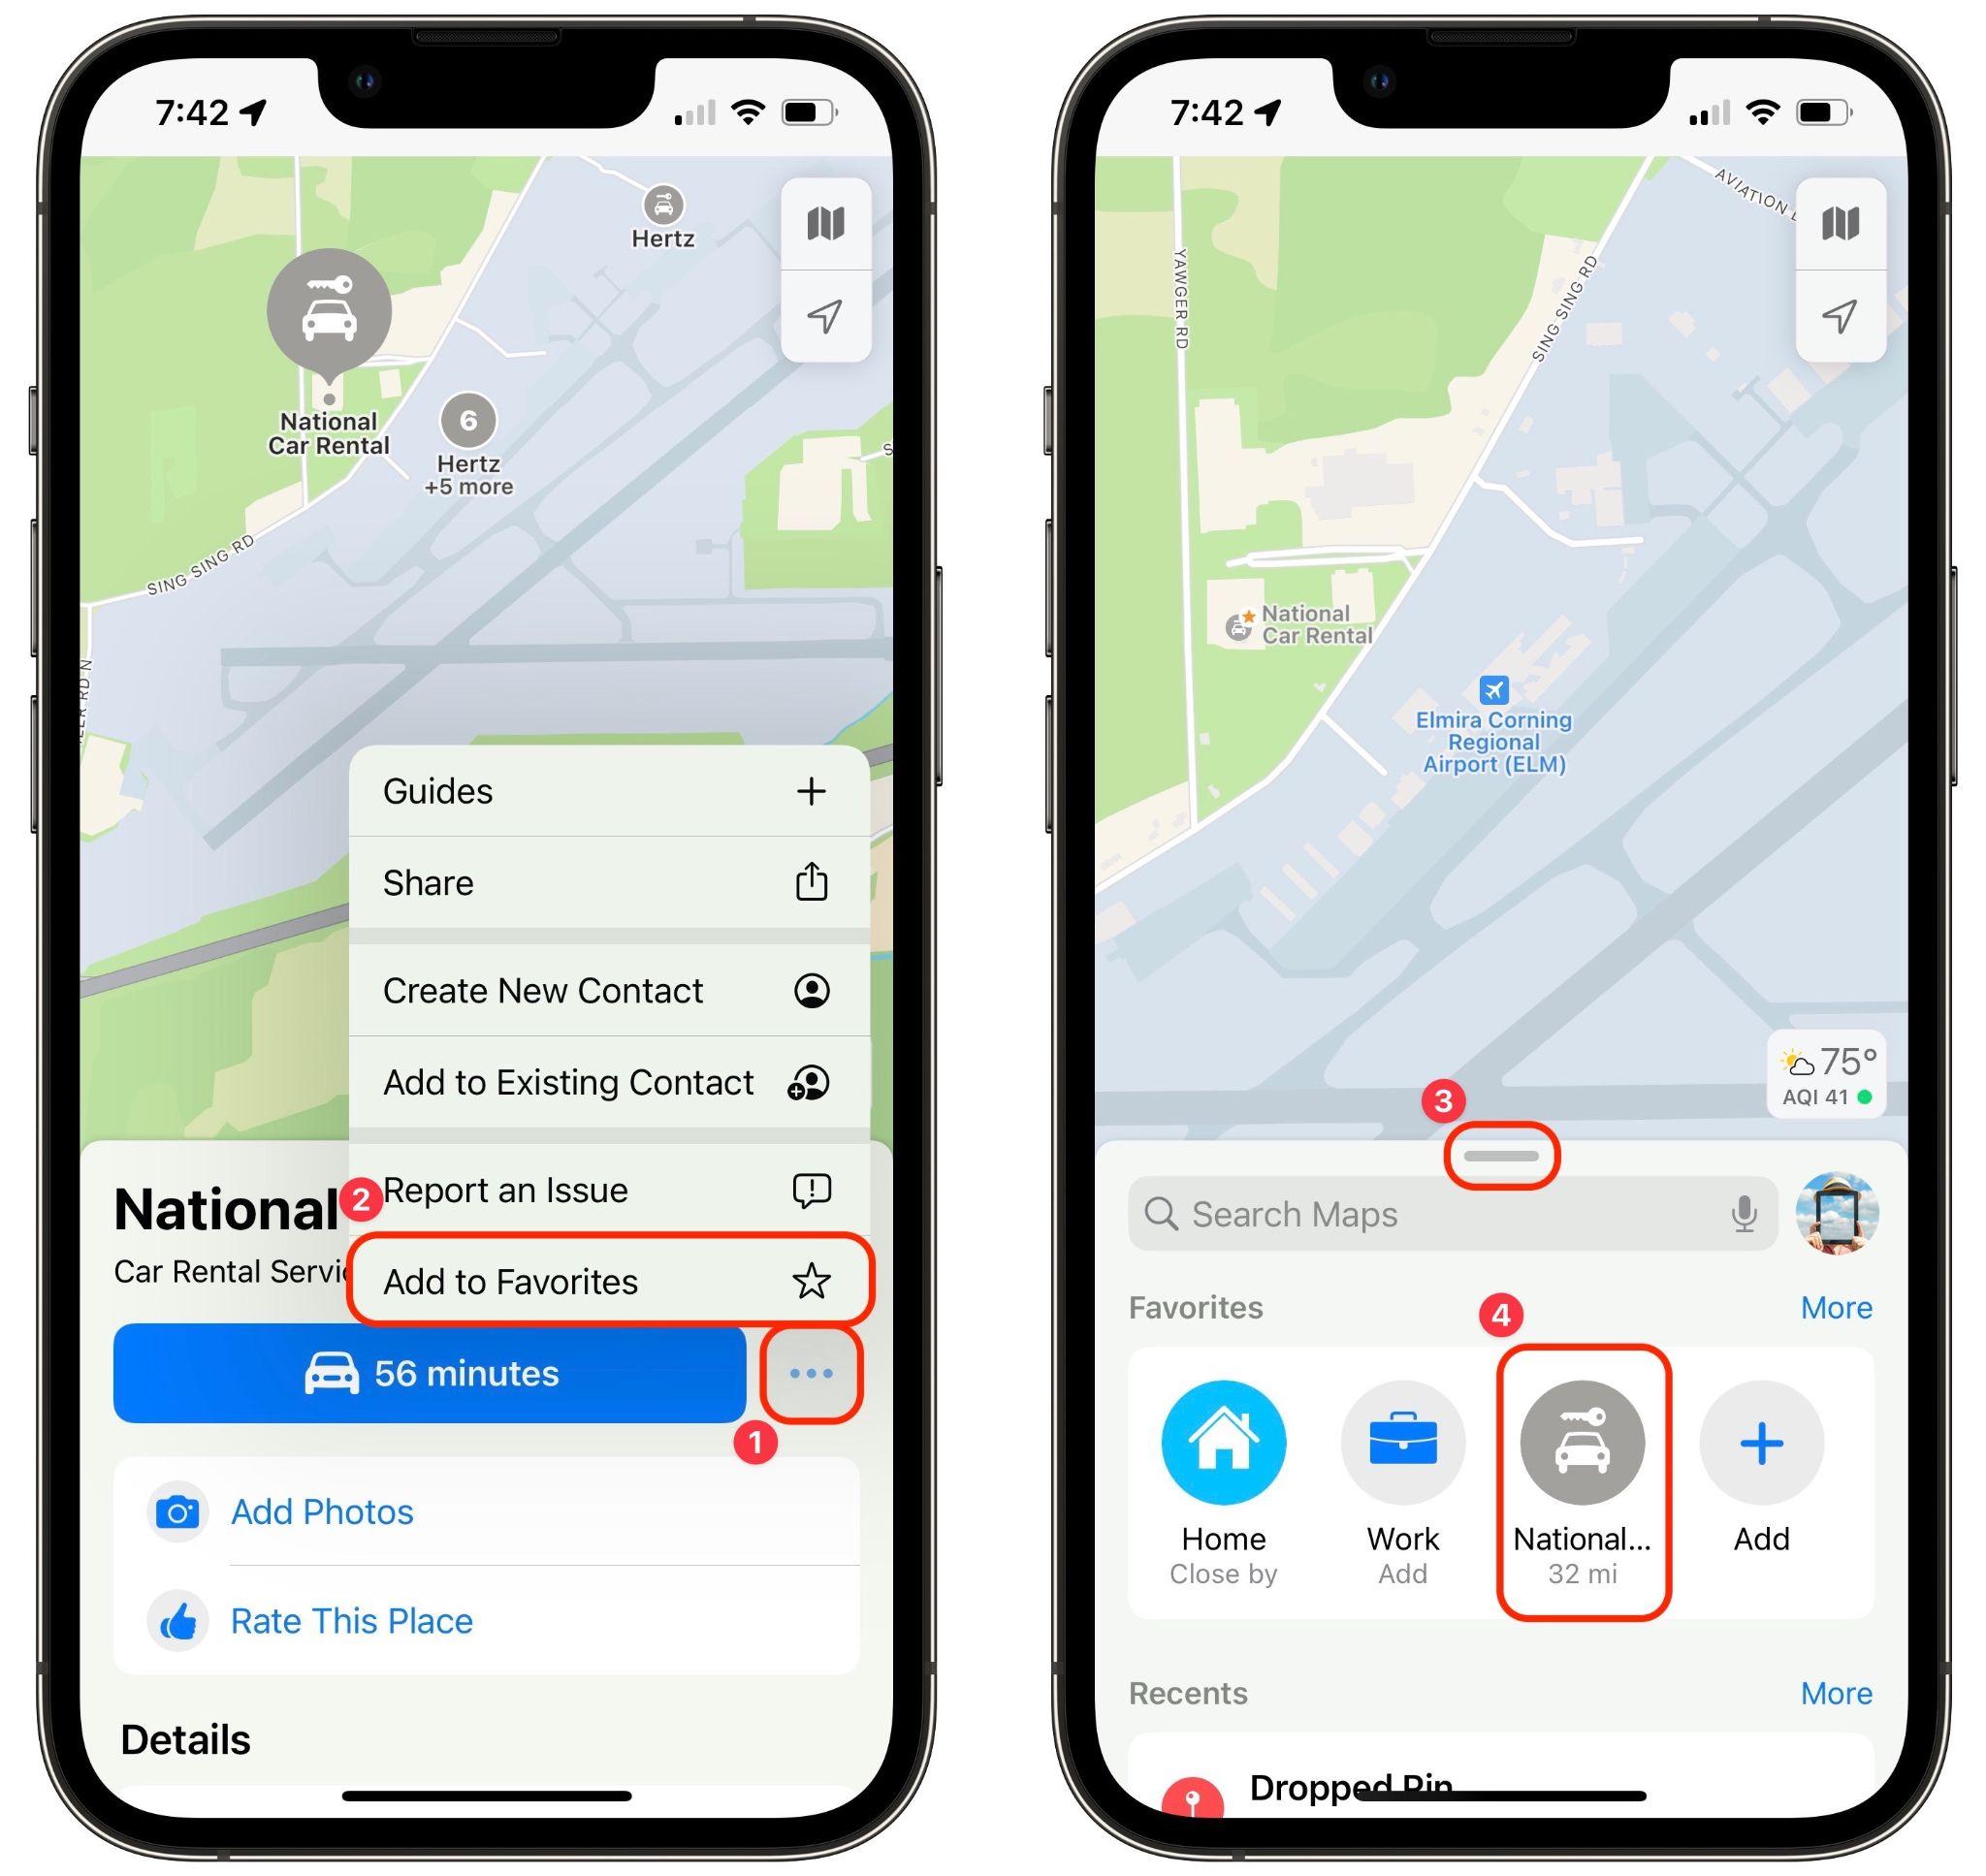 7:42
Hertz
National
Car Rental
6
Hertz
+5 more
SING SING RD
Guides
Share
Create New Contact
Add to Existing Contact
National
2
Report an Issue
Car Rental
Add to Favorites
56 minutes
1
Add Photos
Rate This Place
Details
7:42
AVIATION
YAWGER RD
SING SING RD
National
Car Rental
Elmira Corning
Regional
Airport (ELM)
75°
AQI 41
3
Search Maps
Favorites
More
4
Home
Work
National...
Add
Close by
Add
32 mi
Recents
More
Dropped Pin